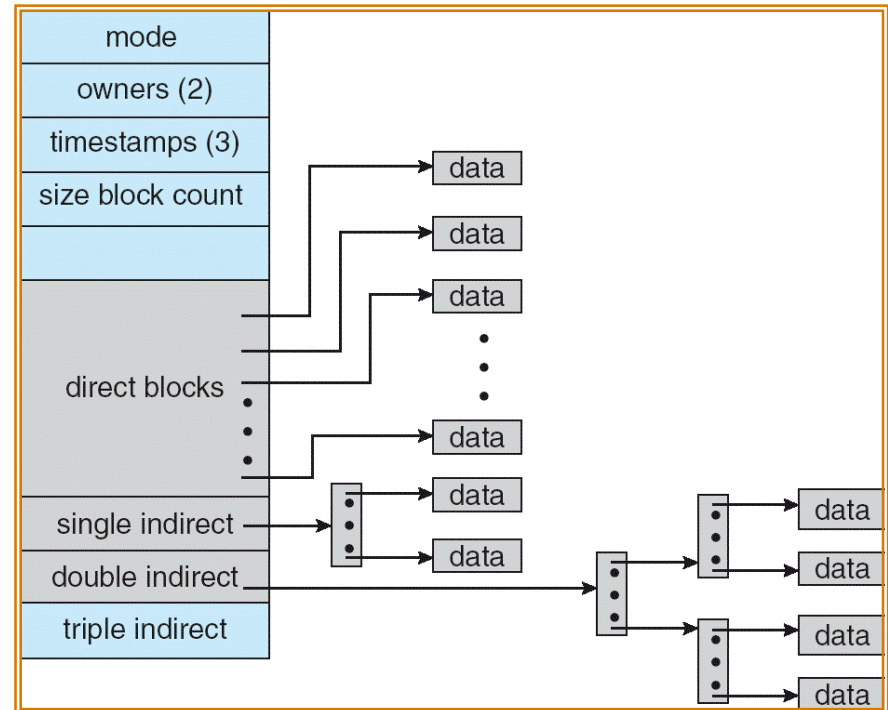 mode
owners (2)
timestamps (3)
size block count
direct blocks
single indirect
double indirect
triple indirect
data
data
data
data
data
data
data
data
data
data